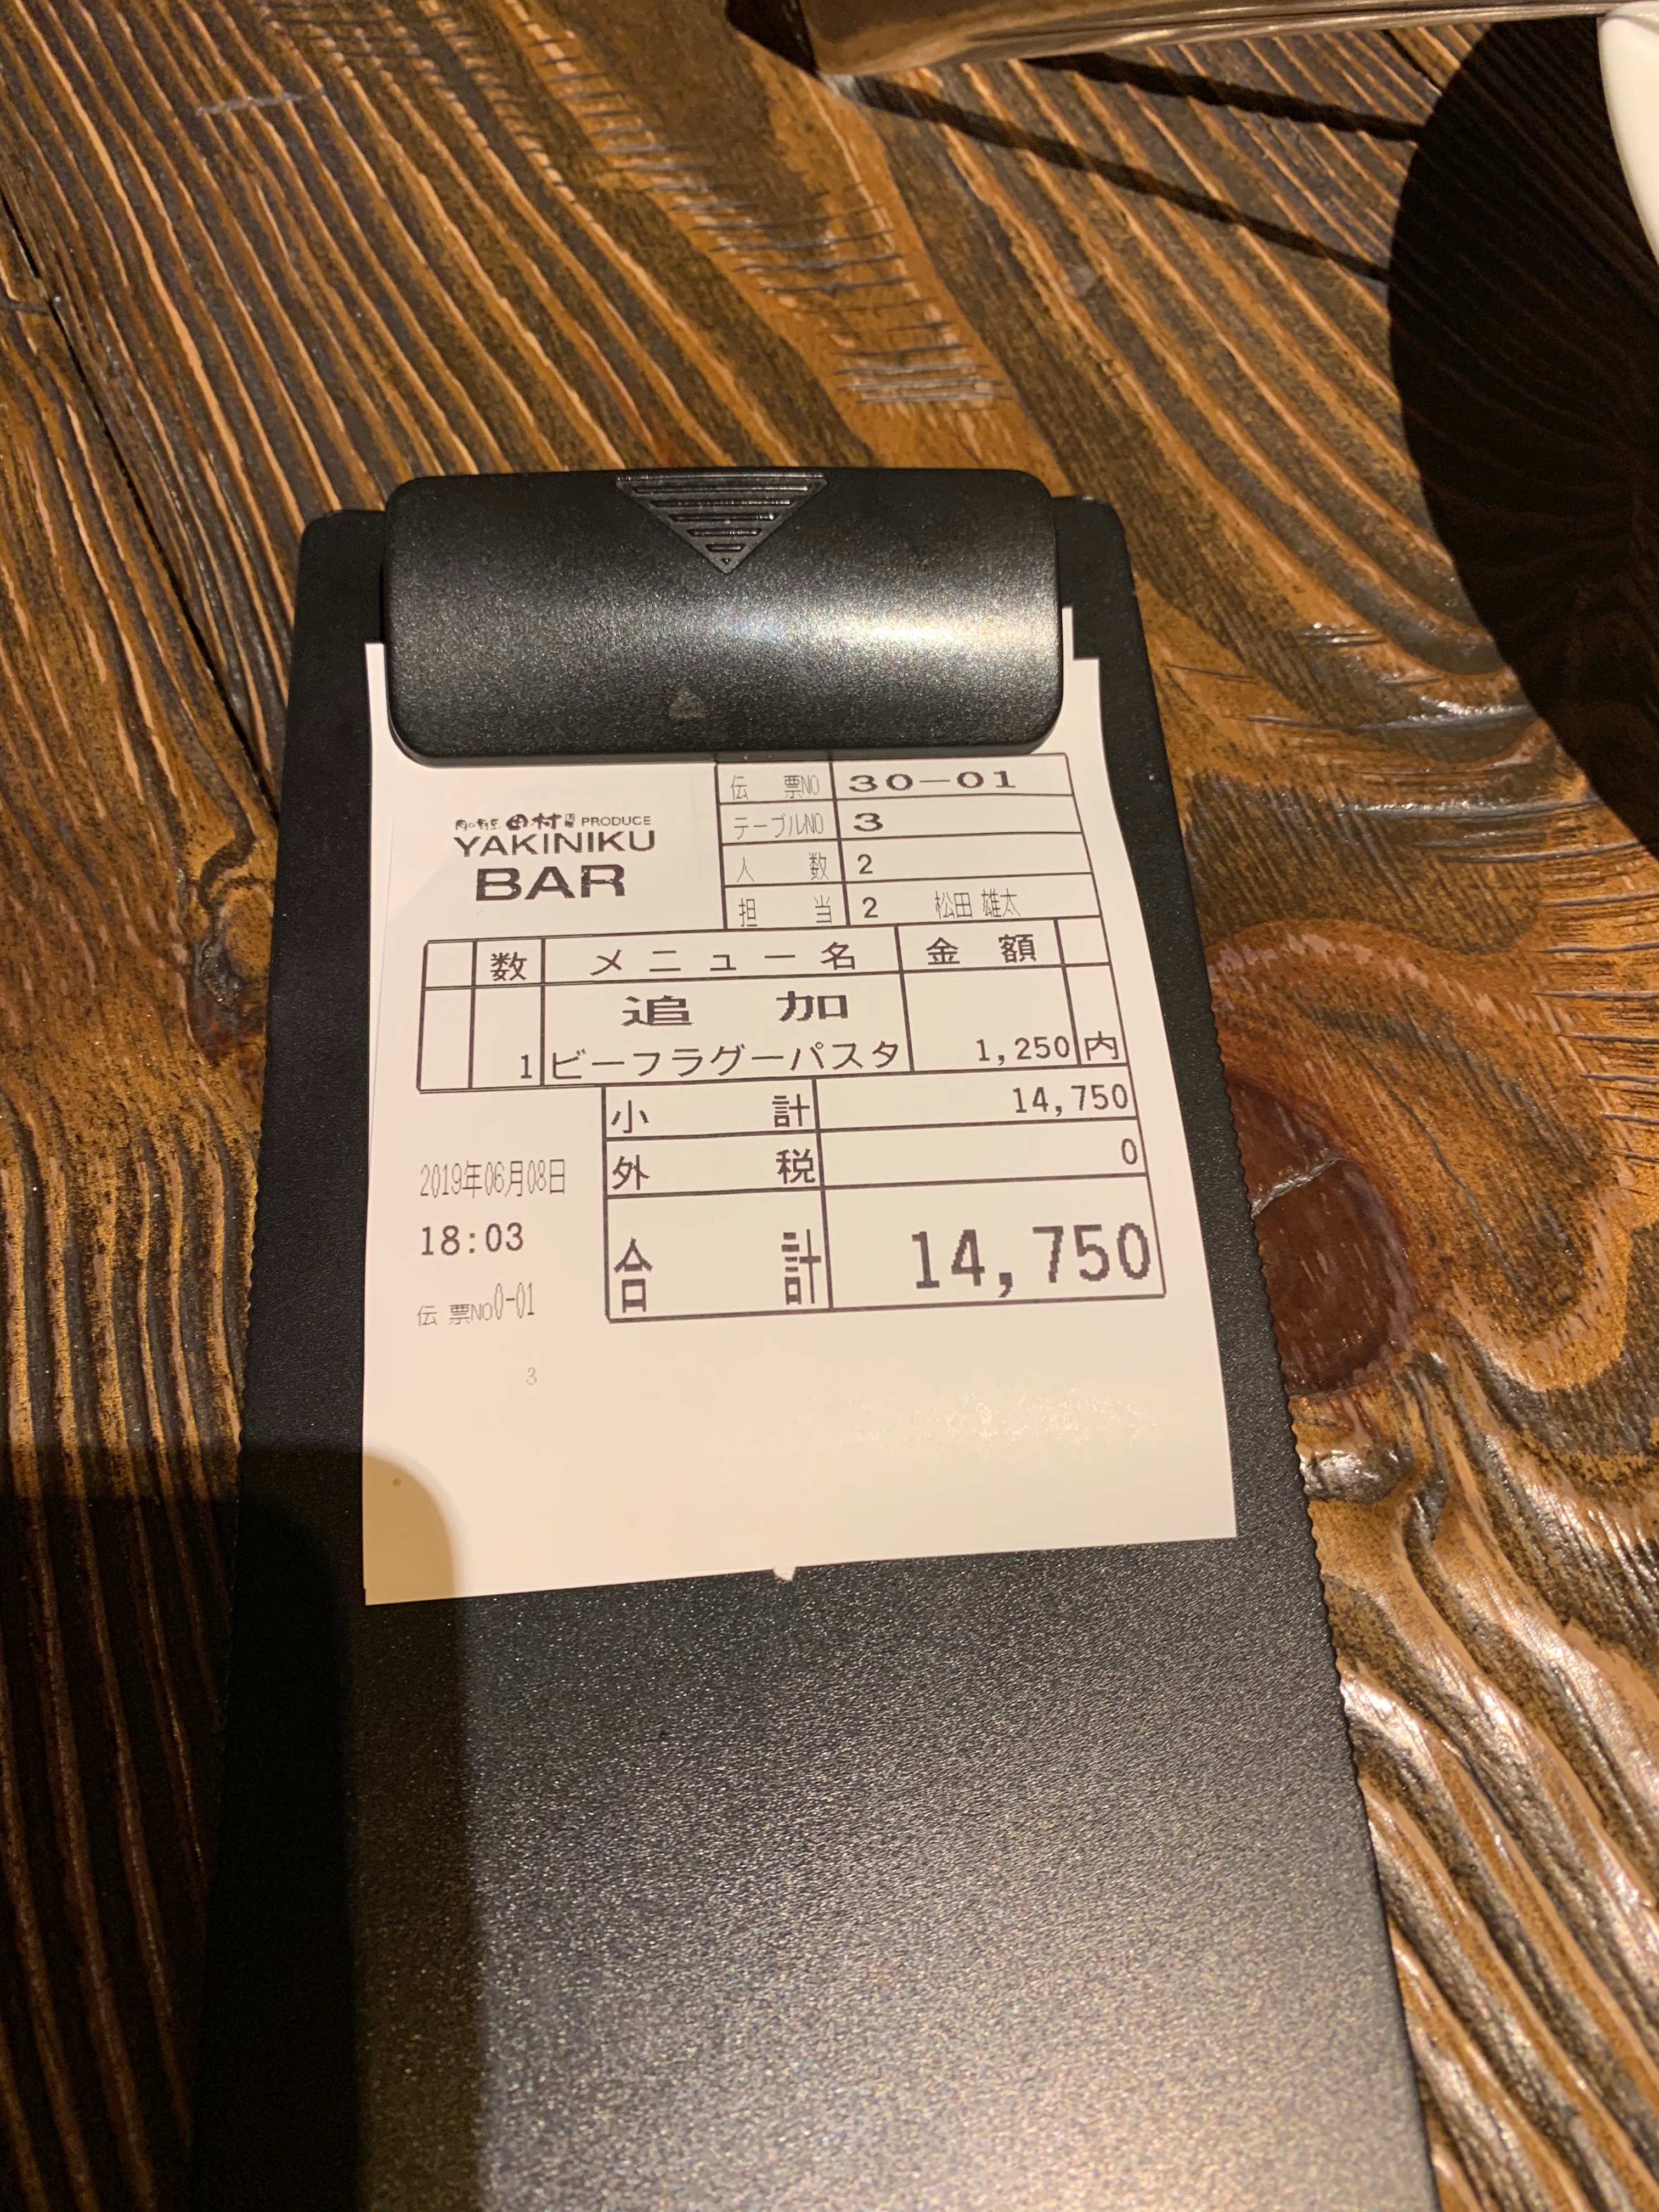 伝票NO 30-01
テーブルNO 3
人数 2
担当 2 松田 雄太
田村 PRODUCE
YAKINIKU
BAR
数 メニュー名 金額
追加
1 ビーフラグーパスタ 1,250 内
小計 14,750
外税 0
合計 14,750
2019年06月08日
18:03
伝票NO0-01
3